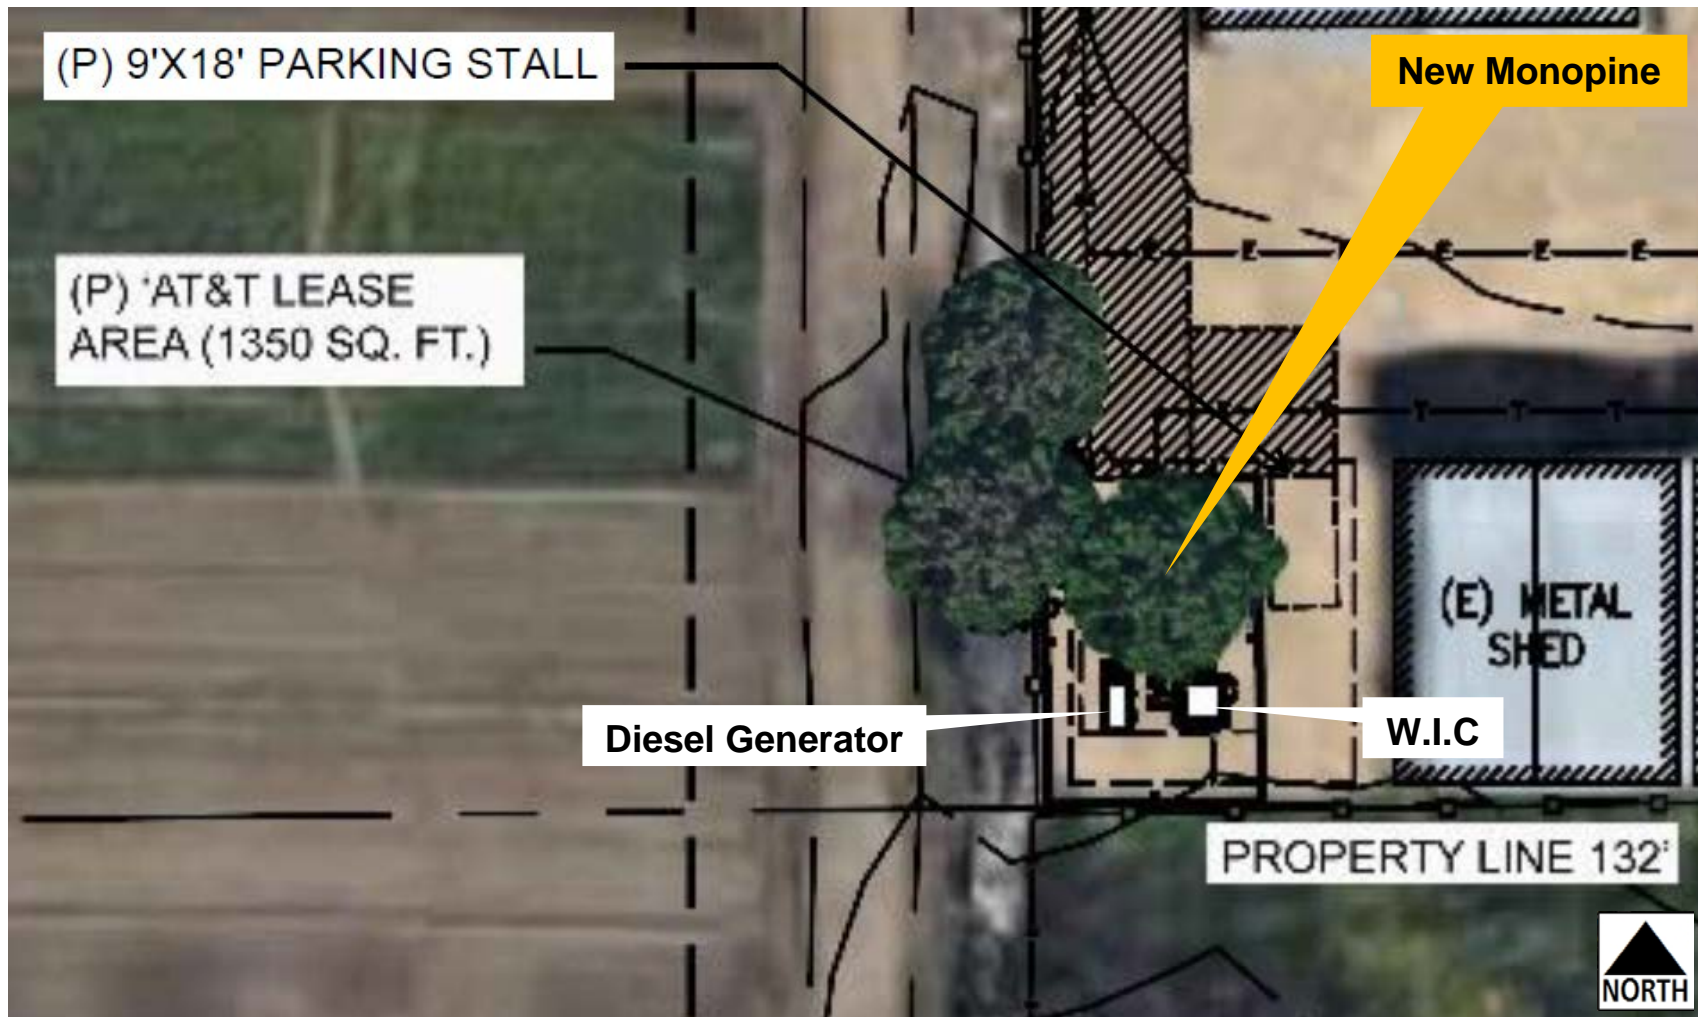 (P) 9'X18' PARKING STALL
New Monopine
(P) 'AT&T LEASE
AREA (1350 SQ. FT.)
E E E E E
T T T
(E) METAL
SHED
Diesel Generator
W.I.C
PROPERTY LINE 132'
NORTH